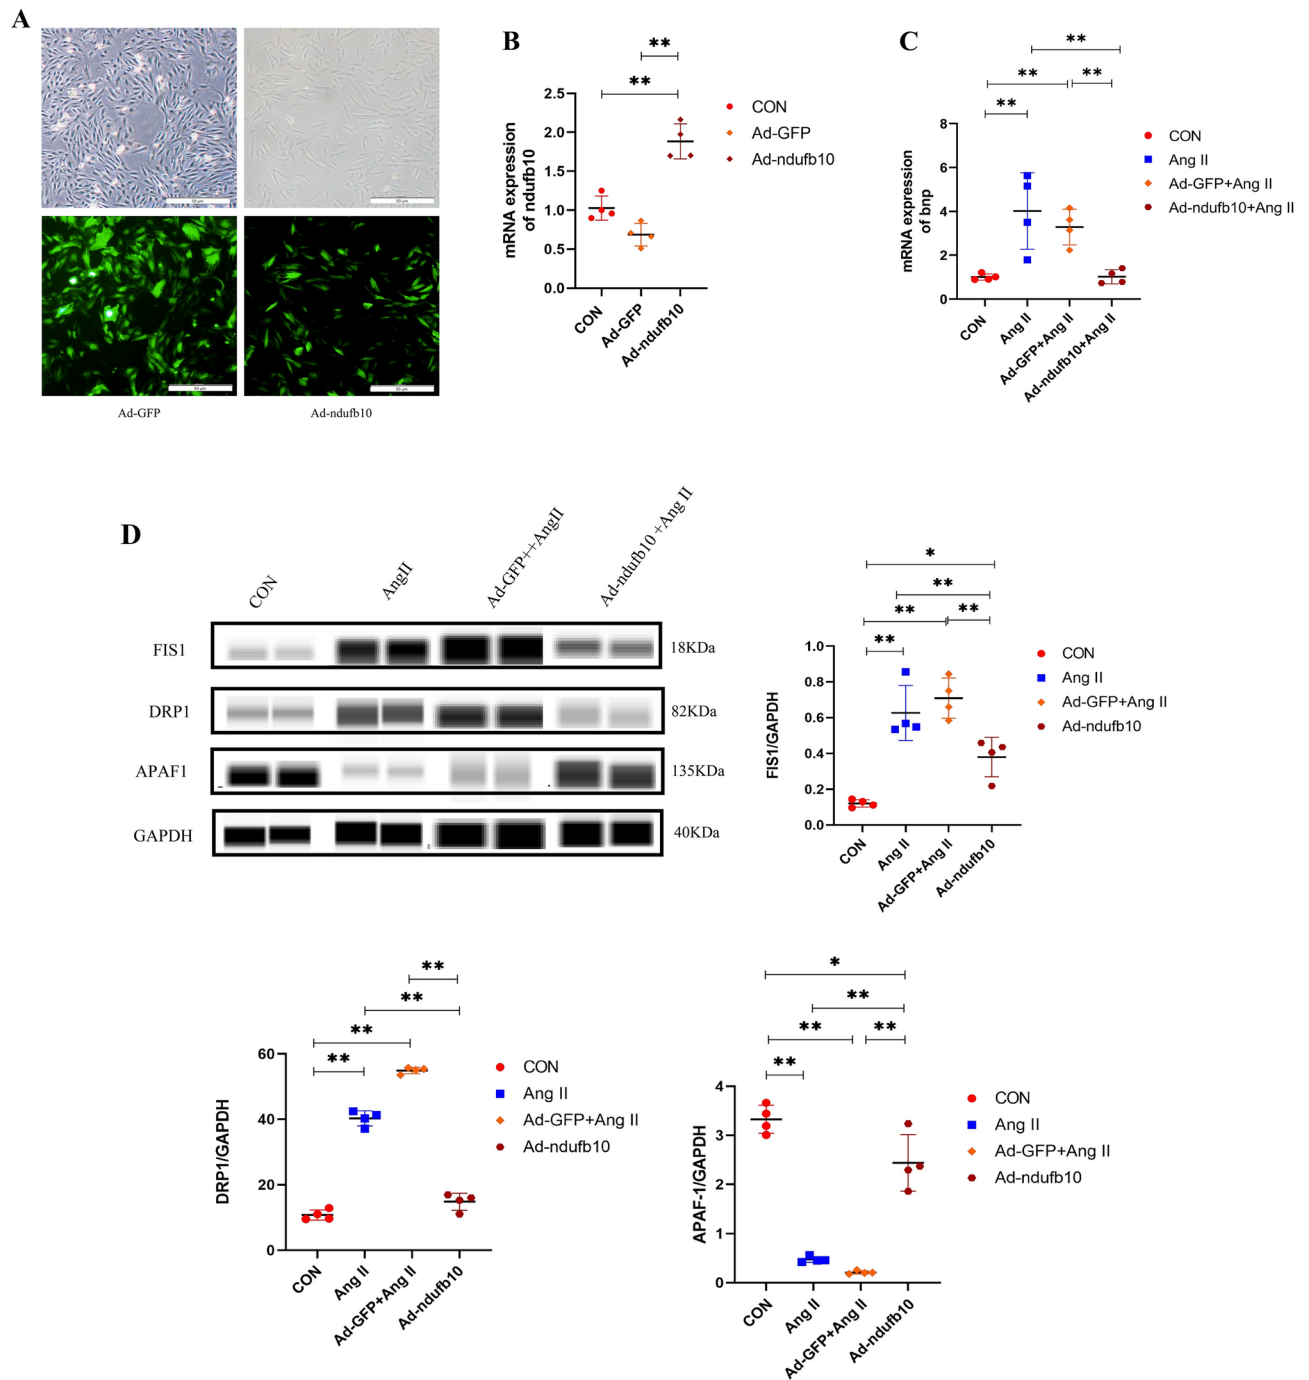 A
50 μm
50 μm
50 μm
50 μm
Ad-GFP
Ad-ndufb10
B
**
**
mRNA expression
of ndufb10
2.5
2.0
1.5
1.0
0.5
0.0
CON
Ad-GFP
Ad-ndufb10
CON
Ad-GFP
Ad-ndufb10
C
**
**
**
**
mRNA expression
of bnp
8
6
4
2
0
CON
Ang II
Ad-GFP+Ang II
Ad-ndufb10+Ang II
CON
Ang II
Ad-GFP+Ang II
Ad-ndufb10+Ang II
D
CON
AngII
Ad-GFP++AngII
Ad-ndufb10 +Ang II
FIS1
18KDa
DRP1
82KDa
APAF1
135KDa
GAPDH
40KDa
*
**
**
**
**
FIS1/GAPDH
1.0
0.8
0.6
0.4
0.2
0.0
CON
Ang II
Ad-GFP+Ang II
Ad-ndufb10
CON
Ang II
Ad-GFP+Ang II
Ad-ndufb10
**
**
**
**
DRP1/GAPDH
60
40
20
0
CON
Ang II
Ad-GFP+Ang II
Ad-ndufb10
CON
Ang II
Ad-GFP+Ang II
Ad-ndufb10
*
**
**
**
**
APAF-1/GAPDH
4
3
2
1
0
CON
Ang II
Ad-GFP+Ang II
Ad-ndufb10
CON
Ang II
Ad-GFP+Ang II
Ad-ndufb10